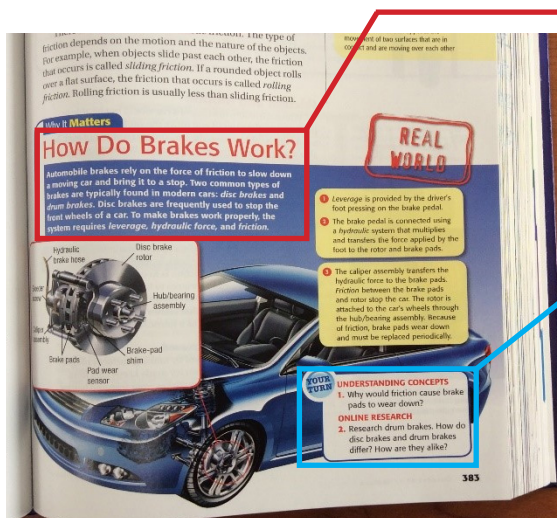 friction depends on the motion and the nature of the objects.
For example, when objects slide past each other, the friction
that occurs is called sliding friction. If a rounded object rolls
over a flat surface, the friction that occurs is called rolling
friction. Rolling friction is usually less than sliding friction.
movement of two surfaces that are in
contact and are moving over each other
Why It Matters
How Do Brakes Work?
Automobile brakes rely on the force of friction to slow down
a moving car and bring it to a stop. Two common types of
brakes are typically found in modern cars: disc brakes and
drum brakes. Disc brakes are frequently used to stop the
front wheels of a car. To make brakes work properly, the
system requires leverage, hydraulic force, and friction.
REAL
WORLD
1 Leverage is provided by the driver's
foot pressing on the brake pedal.
2 The brake pedal is connected using
a hydraulic system that multiplies
and transfers the force applied by the
foot to the rotor and brake pads.
3 The caliper assembly transfers the
hydraulic force to the brake pads.
Friction between the brake pads
and rotor stop the car. The rotor is
attached to the car's wheels through
the hub/bearing assembly. Because
of friction, brake pads wear down
and must be replaced periodically.
Hydraulic
brake hose
Disc brake
rotor
Hub/bearing
assembly
assembly
Brake pads
Brake-pad
shim
Pad wear
sensor
YOUR
TURN
UNDERSTANDING CONCEPTS
1. Why would friction cause brake
pads to wear down?
ONLINE RESEARCH
2. Research drum brakes. How do
disc brakes and drum brakes
differ? How are they alike?
383